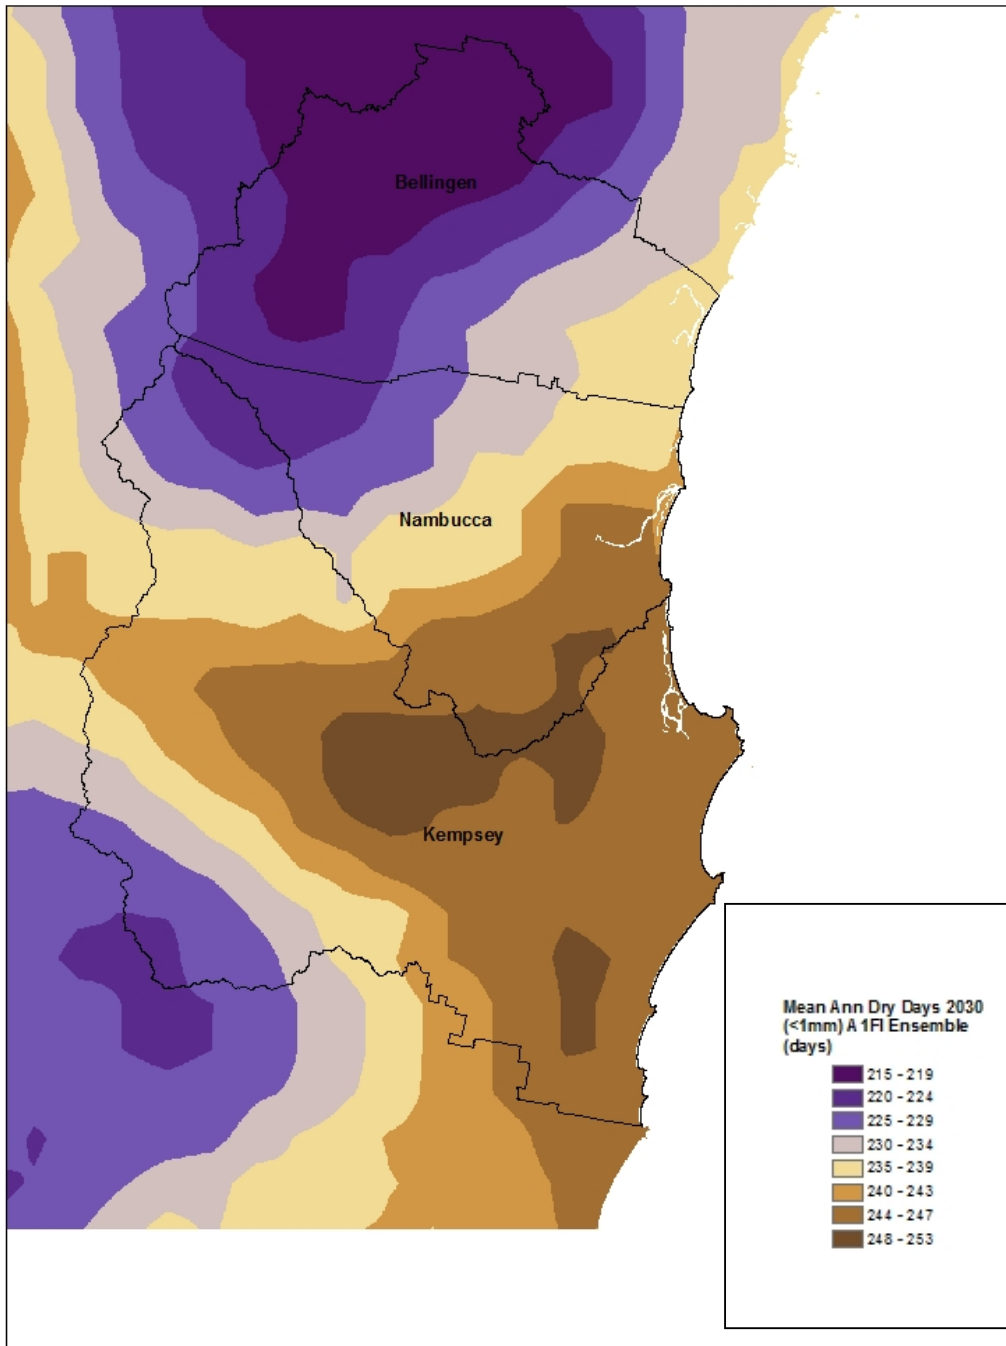 Bellingen
Nambucca
Kempsey
Mean Ann Dry Days 2030
(<1mm) A1FI Ensemble
(days)
215 - 219
220 - 224
225 - 229
230 - 234
235 - 239
240 - 243
244 - 247
248 - 253